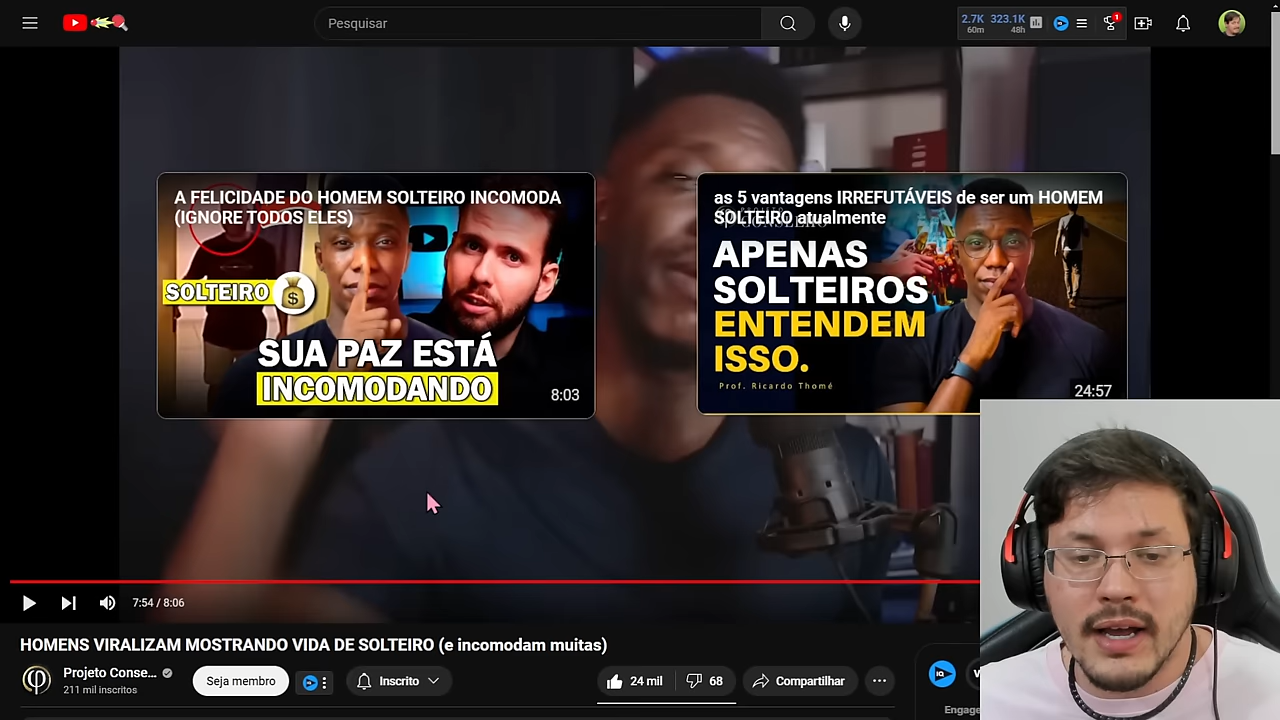 Pesquisar
2.7K 323.1K
60m 48h
1
A FELICIDADE DO HOMEM SOLTEIRO INCOMODA
(IGNORE TODOS ELES)
SOLTEIRO
$
SUA PAZ ESTÁ
INCOMODANDO
8:03
as 5 vantagens IRREFUTÁVEIS de ser um HOMEM
SOLTEIRO atualmente
APENAS
SOLTEIROS
ENTENDEM
ISSO.
Prof. Ricardo Thomé
24:57
7:54 / 8:06
HOMENS VIRALIZAM MOSTRANDO VIDA DE SOLTEIRO (e incomodam muitas)
Projeto Conse...
211 mil inscritos
Seja membro
Inscrito
24 mil
68
Compartilhar
Engage